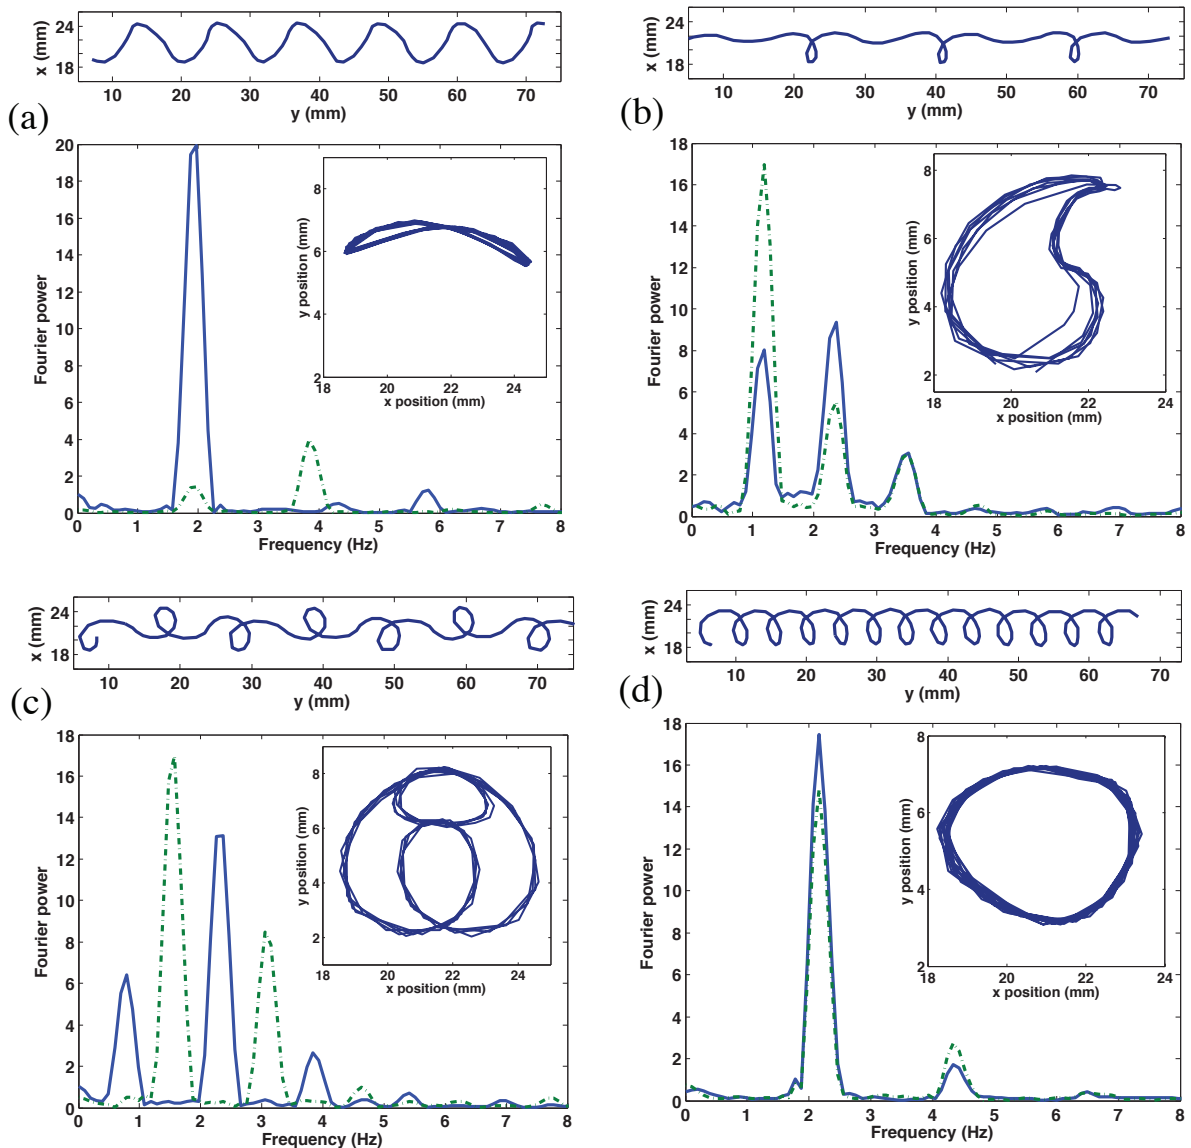 24
18
x (mm)
10 20 30 40 50 60 70
y (mm)
(a)
20
18
16
14
12
10
8
6
4
2
0
Fourier power
0 1 2 3 4 5 6 7 8
Frequency (Hz)
8
6
4
2
y position (mm)
18 20 22 24
x position (mm)
22
18
x (mm)
10 20 30 40 50 60 70
y (mm)
(b)
18
16
14
12
10
8
6
4
2
0
Fourier power
0 1 2 3 4 5 6 7 8
Frequency (Hz)
8
6
4
2
y position (mm)
18 20 22 24
x position (mm)
24
18
x (mm)
10 20 30 40 50 60 70
y (mm)
(c)
18
16
14
12
10
8
6
4
2
0
Fourier power
0 1 2 3 4 5 6 7 8
Frequency (Hz)
8
6
4
2
y position (mm)
18 20 22 24
x position (mm)
24
18
x (mm)
10 20 30 40 50 60 70
y (mm)
(d)
18
16
14
12
10
8
6
4
2
0
Fourier power
0 1 2 3 4 5 6 7 8
Frequency (Hz)
8
6
4
2
y position (mm)
18 20 22 24
x position (mm)